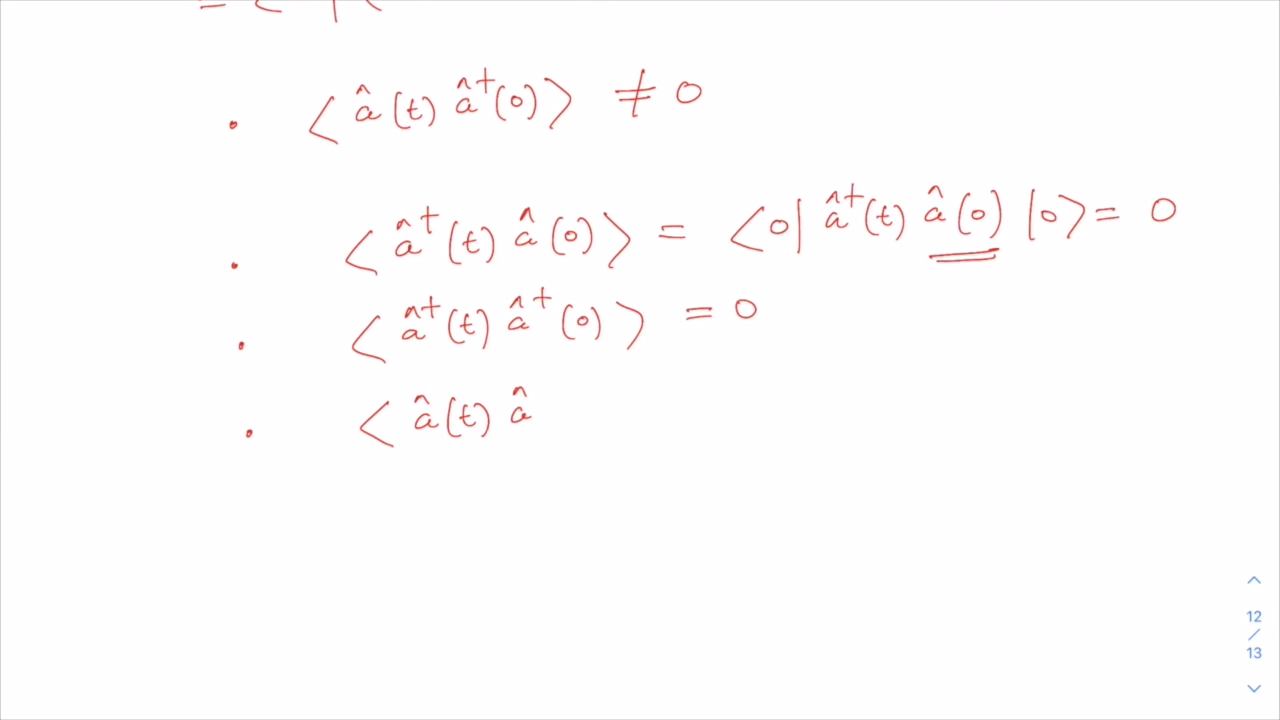 . ⟨ â(t) â†(0) ⟩ ≠ 0
. ⟨ â†(t) â(0) ⟩ = ⟨0| â†(t) â(0) |0⟩ = 0
. ⟨ â†(t) â†(0) ⟩ = 0
. ⟨ â(t) â
12
/
13